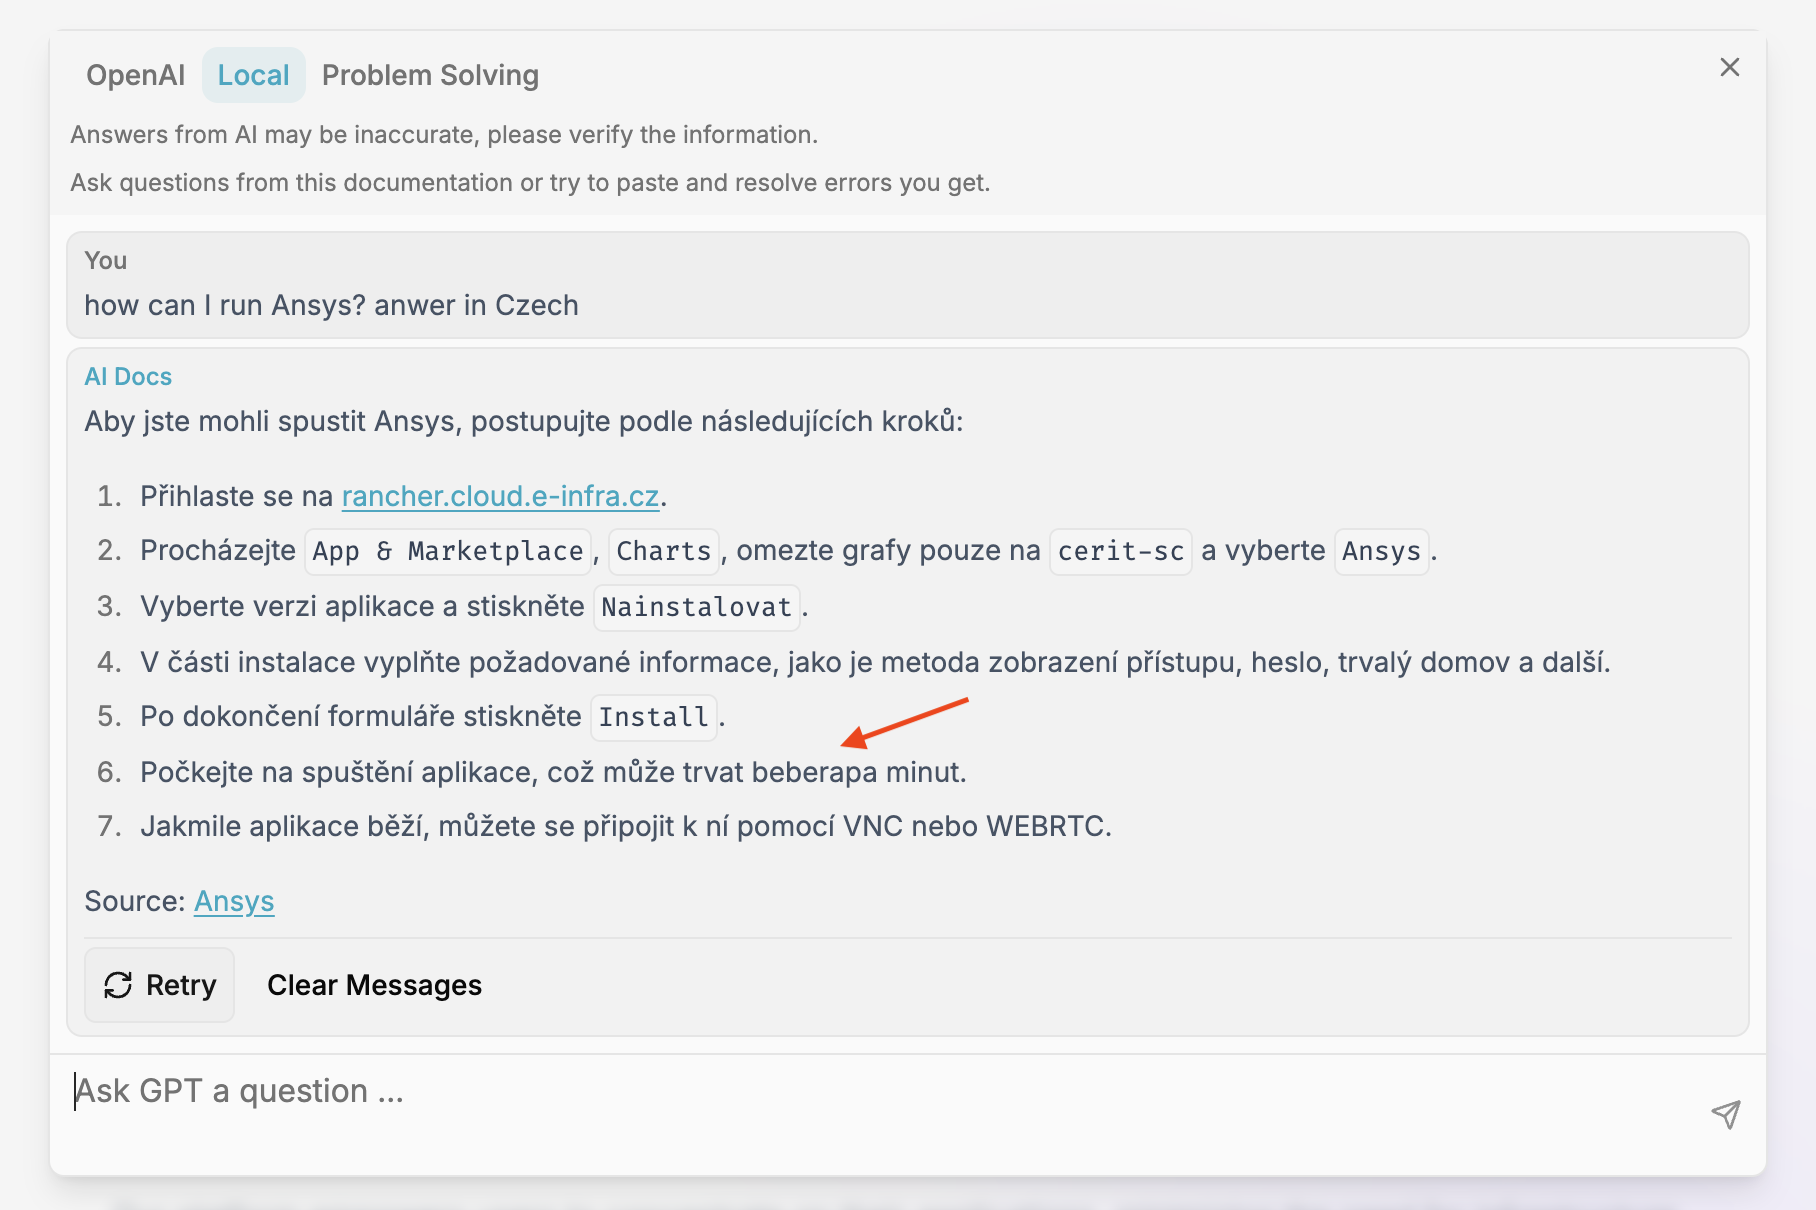 OpenAI Local Problem Solving
Answers from AI may be inaccurate, please verify the information.
Ask questions from this documentation or try to paste and resolve errors you get.
You
how can I run Ansys? anwer in Czech
AI Docs
Aby jste mohli spustit Ansys, postupujte podle následujících kroků:
1. Přihlaste se na rancher.cloud.e-infra.cz.
2. Procházejte App & Marketplace, Charts, omezte grafy pouze na cerit-sc a vyberte Ansys.
3. Vyberte verzi aplikace a stiskněte Nainstalovat.
4. V části instalace vyplňte požadované informace, jako je metoda zobrazení přístupu, heslo, trvalý domov a další.
5. Po dokončení formuláře stiskněte Install.
6. Počkejte na spuštění aplikace, což může trvat beberapa minut.
7. Jakmile aplikace běží, můžete se připojit k ní pomocí VNC nebo WEBRTC.
Source: Ansys
Retry Clear Messages
Ask GPT a question ...